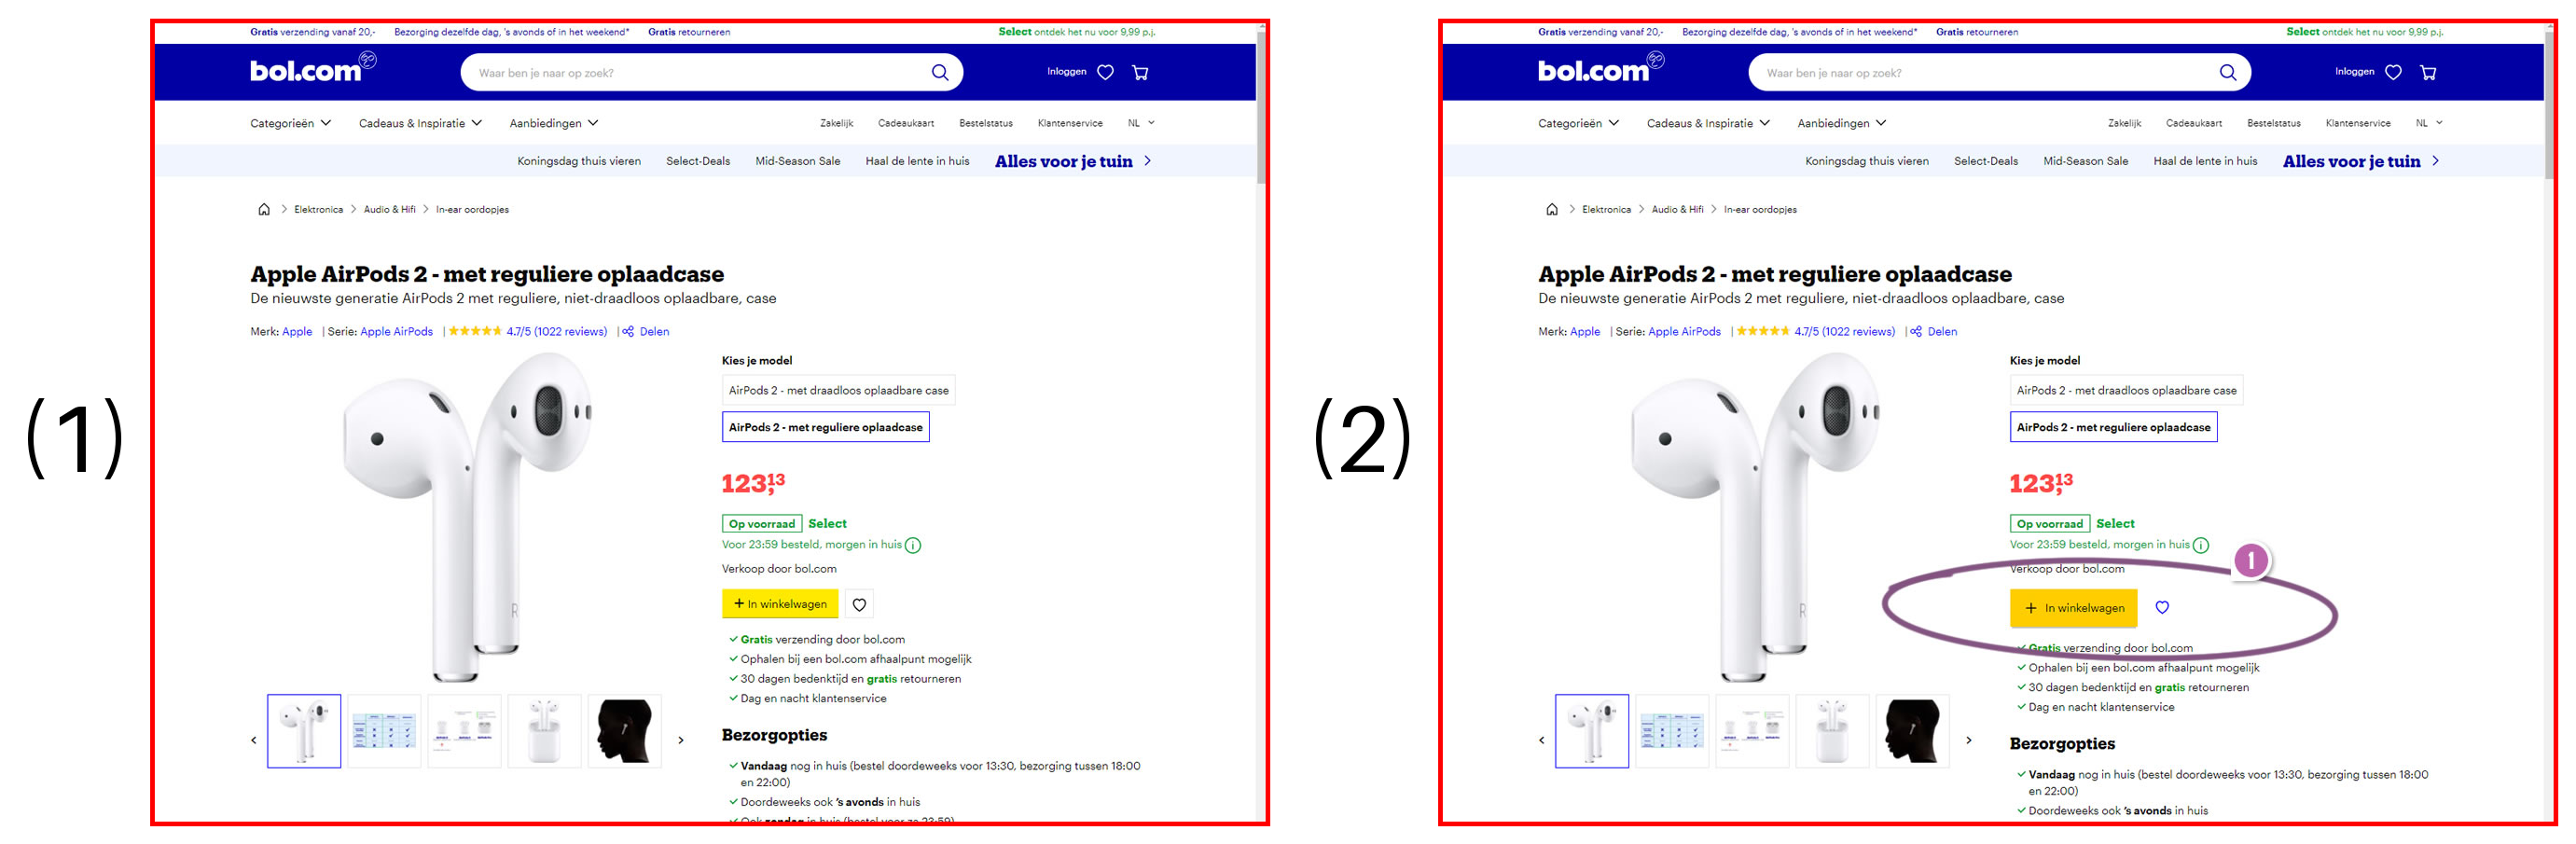 (1)
Gratis verzending vanaf 20,- Bezorging dezelfde dag, 's avonds of in het weekend* Gratis retourneren Select ontdek het nu voor 9,99 p.j.
bol.com Waar ben je naar op zoek? Inloggen
Categorieën Cadeaus & Inspiratie Aanbiedingen Zakelijk Cadeaukaart Bestelstatus Klantenservice NL
Koningsdag thuis vieren Select-Deals Mid-Season Sale Haal de lente in huis Alles voor je tuin
Elektronica Audio & Hifi In-ear oordopjes
Apple AirPods 2 - met reguliere oplaadcase
De nieuwste generatie AirPods 2 met reguliere, niet-draadloos oplaadbare, case
Merk: Apple | Serie: Apple AirPods | 4.7/5 (1022 reviews) | Delen
Kies je model
AirPods 2 - met draadloos oplaadbare case
AirPods 2 - met reguliere oplaadcase
123,13
Op voorraad Select
Voor 23:59 besteld, morgen in huis
Verkoop door bol.com
+ In winkelwagen
Gratis verzending door bol.com
Ophalen bij een bol.com afhaalpunt mogelijk
30 dagen bedenktijd en gratis retourneren
Dag en nacht klantenservice
Bezorgopties
Vandaag nog in huis (bestel doordeweeks voor 13:30, bezorging tussen 18:00
en 22:00)
Doordeweeks ook 's avonds in huis
Ook zondag in huis (bestel voor za 23:59)
(2)
Gratis verzending vanaf 20,- Bezorging dezelfde dag, 's avonds of in het weekend* Gratis retourneren Select ontdek het nu voor 9,99 p.j.
bol.com Waar ben je naar op zoek? Inloggen
Categorieën Cadeaus & Inspiratie Aanbiedingen Zakelijk Cadeaukaart Bestelstatus Klantenservice NL
Koningsdag thuis vieren Select-Deals Mid-Season Sale Haal de lente in huis Alles voor je tuin
Elektronica Audio & Hifi In-ear oordopjes
Apple AirPods 2 - met reguliere oplaadcase
De nieuwste generatie AirPods 2 met reguliere, niet-draadloos oplaadbare, case
Merk: Apple | Serie: Apple AirPods | 4.7/5 (1022 reviews) | Delen
Kies je model
AirPods 2 - met draadloos oplaadbare case
AirPods 2 - met reguliere oplaadcase
123,13
Op voorraad Select
Voor 23:59 besteld, morgen in huis
1
Verkoop door bol.com
+ In winkelwagen
Gratis verzending door bol.com
Ophalen bij een bol.com afhaalpunt mogelijk
30 dagen bedenktijd en gratis retourneren
Dag en nacht klantenservice
Bezorgopties
Vandaag nog in huis (bestel doordeweeks voor 13:30, bezorging tussen 18:00
en 22:00)
Doordeweeks ook 's avonds in huis